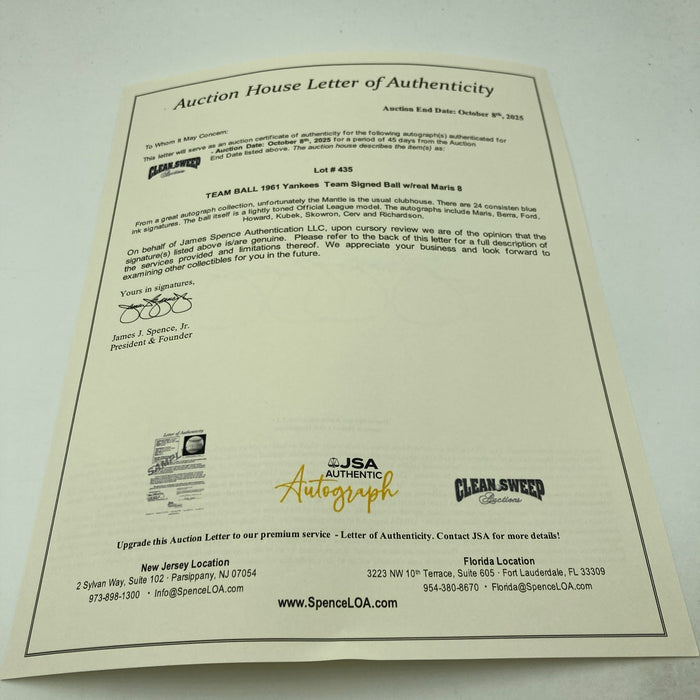 Auction House Letter of Authenticity
Auction End Date: October 8th, 2025
To Whom It May Concern:
This letter will serve as an auction certificate of authenticity for the following autograph(s) authenticated for
CLEAN SWEEP Auctions - Auction Date: October 8th, 2025 for a period of 45 days from the Auction
End Date listed above. The auction house describes the item(s) as:
Lot # 435
TEAM BALL 1961 Yankees Team Signed Ball w/real Maris 8
From a great autograph collection, unfortunately the Mantle is the usual clubhouse. There are 24 consisten blue
ink signatures. The ball itself is a lightly toned Official League model. The autographs include Maris, Berra, Ford,
Howard, Kubek, Skowron, Cerv and Richardson.
On behalf of James Spence Authentication LLC, upon cursory review we are of the opinion that the
signature(s) listed above is/are genuine. Please refer to the back of this letter for a full description of
the services provided and limitations thereof. We appreciate your business and look forward to
examining other collectibles for you in the future.
Yours in signatures,
James J. Spence, Jr.
President & Founder
Letter of Authenticity
SAMPLE
JSA
AUTHENTIC
Autograph
CLEAN SWEEP
Auctions
Upgrade this Auction Letter to our premium service - Letter of Authenticity. Contact JSA for more details!
New Jersey Location
2 Sylvan Way, Suite 102 · Parsippany, NJ 07054
973-898-1300 · Info@SpenceLOA.com
Florida Location
3223 NW 10th Terrace, Suite 605 · Fort Lauderdale, FL 33309
954-380-8670 · Florida@SpenceLOA.com
www.SpenceLOA.com